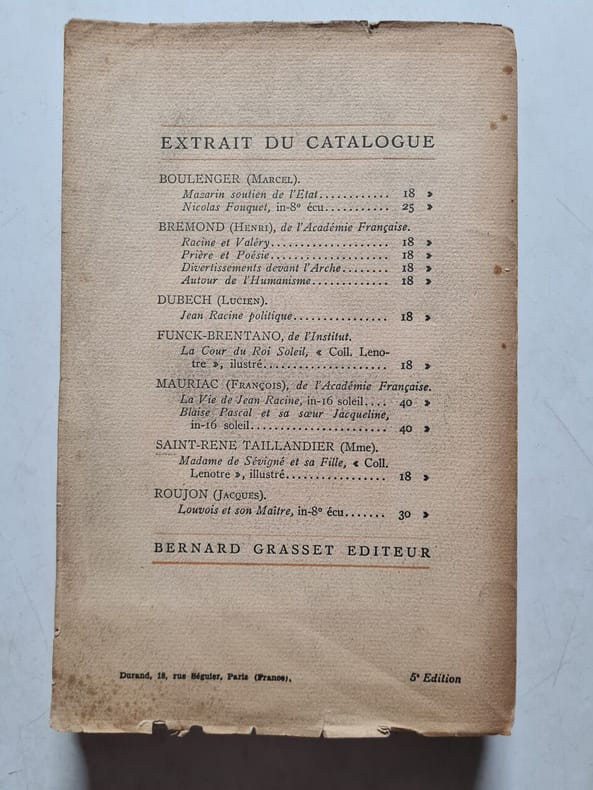 EXTRAIT DU CATALOGUE
BOULENGER (MARCEL).
Mazarin soutien de l'Etat............ 18 »
Nicolas Fouquet, in-8º écu........... 25 »
BREMOND (HENRI), de l'Académie Française.
Racine et Valéry.................... 18 »
Prière et Poésie.................... 18 »
Divertissements devant l'Arche........ 18 »
Autour de l'Humanisme............... 18 »
DUBECH (LUCIEN).
Jean Racine politique................ 18 »
FUNCK-BRENTANO, de l'Institut.
La Cour du Roi Soleil, « Coll. Leno-
tre », ilustré..................... 18 »
MAURIAC (FRANÇOIS), de l'Académie Française.
La Vie de Jean Racine, in-16 soleil.... 40 »
Blaise Pascal et sa sœur Jacqueline,
in-16 soleil....................... 40 »
SAINT-RENE TAILLANDIER (Mme).
Madame de Sévigné et sa Fille, « Coll.
Lenotre », illustré................. 18 »
ROUJON (JACQUES).
Louvois et son Maître, in-8º écu....... 30 »
BERNARD GRASSET EDITEUR
Durand, 18, rue Séguier, Paris (France).
5e Edition